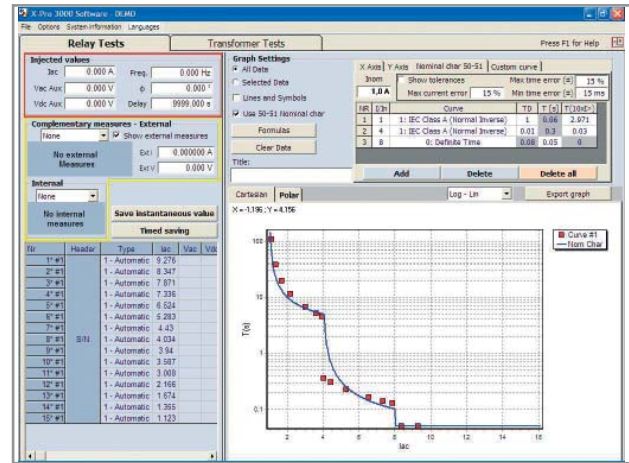 X-Pro 3000 Software - DEMO
File Options System information Languages
Relay Tests
Transformer Tests
Press F1 for Help
Injected values
Iac 0.000 A Freq. 0.000 Hz
Vac Aux 0.000 V ϕ 0.000 °
Vdc Aux 0.000 V Delay 9999.000 s
Complementary measures - External
None Show external measures
No external Measures
Ext I 0.000000 A
Ext V 0.000 V
Internal
None
No internal measures
Save instantaneous value
Timed saving
Graph Settings
All Data
Selected Data
Lines and Symbols
Use 50-51 Nominal char
Formulas
Clear Data
Title:
X Axis Y Axis Nominal char 50-51 Custom curve
Inom Show tolerances Max time error (±) 15 %
1,0 A Max current error 15 % Min time error (±) 15 ms
NR I/In Curve TD T (s) T(10xI>)
1 1 1: IEC Class A (Normal Inverse) 1 0.06 2.971
2 4 1: IEC Class A (Normal Inverse) 0.01 0.3 0.03
3 8 0: Definite Time 0.08 0.05 0
Add Delete Delete all
Cartesian Polar Log - Lin Export graph
X=-1,196 ; Y=4,156
Nr Header Type Iac Vac Vdc
1° #1 1 - Automatic 9.276
2° #1 1 - Automatic 8.347
3° #1 1 - Automatic 7.871
4° #1 1 - Automatic 7.336
5° #1 1 - Automatic 6.524
6° #1 1 - Automatic 5.283
7° #1 1 - Automatic 4.43
8° #1 S/N 1 - Automatic 4.034
9° #1 1 - Automatic 3.94
10° #1 1 - Automatic 3.587
11° #1 1 - Automatic 3.008
12° #1 1 - Automatic 2.166
13° #1 1 - Automatic 1.674
14° #1 1 - Automatic 1.355
15° #1 1 - Automatic 1.123
Curve #1
Nom Char
100
10
1
0.1
T(s)
2 4 6 8 10 12 14 16
Iac